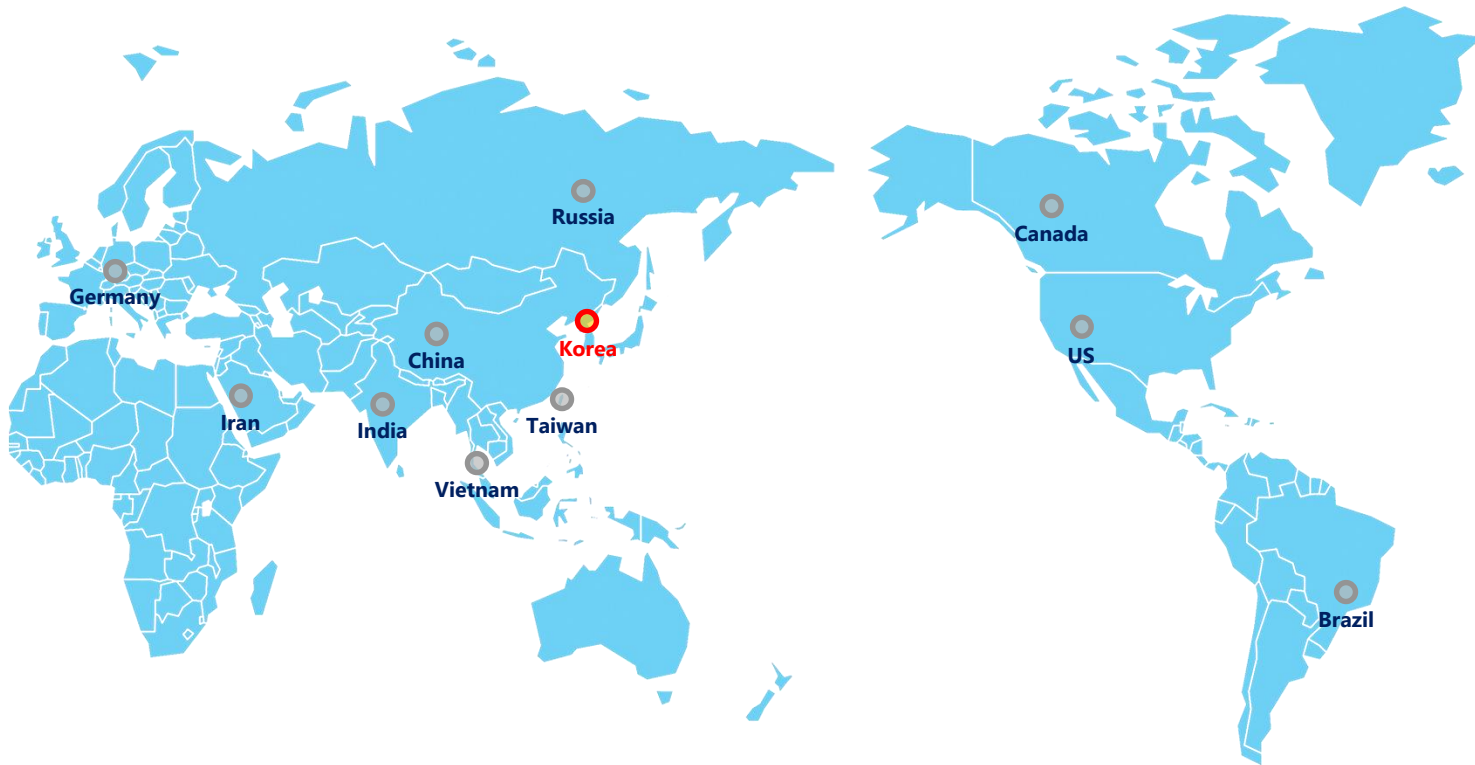 Russia
Canada
Germany
Korea
US
China
Iran
Taiwan
India
Vietnam
Brazil